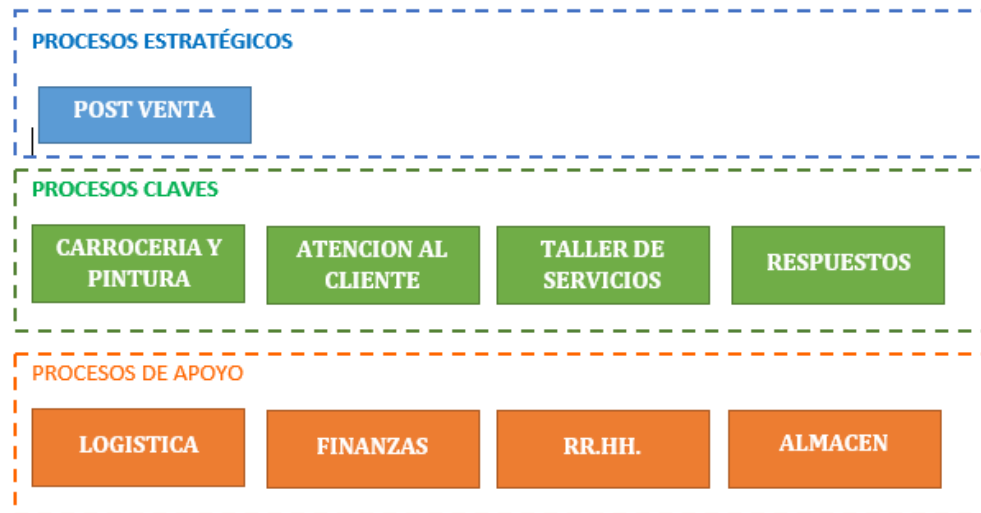 PROCESOS ESTRATÉGICOS
POST VENTA
PROCESOS CLAVES
CARROCERIA Y
PINTURA
ATENCION AL
CLIENTE
TALLER DE
SERVICIOS
RESPUESTOS
PROCESOS DE APOYO
LOGISTICA
FINANZAS
RR.HH.
ALMACEN